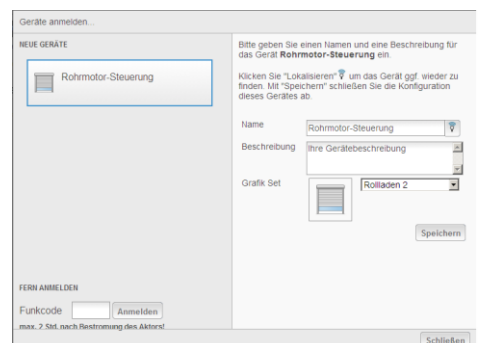 Geräte anmelden...
NEUE GERÄTE
Rohrmotor-Steuerung
FERN ANMELDEN
Funkcode
Anmelden
max. 2 Std. nach Bestromung des Aktors!
Bitte geben Sie einen Namen und eine Beschreibung für
das Gerät Rohrmotor-Steuerung ein.
Klicken Sie "Lokalisieren" um das Gerät ggf. wieder zu
finden. Mit "Speichern" schließen Sie die Konfiguration
dieses Gerätes ab.
Name
Rohrmotor-Steuerung
Beschreibung
Ihre Gerätebeschreibung
Grafik Set
Rollladen 2
Speichern
Schließen